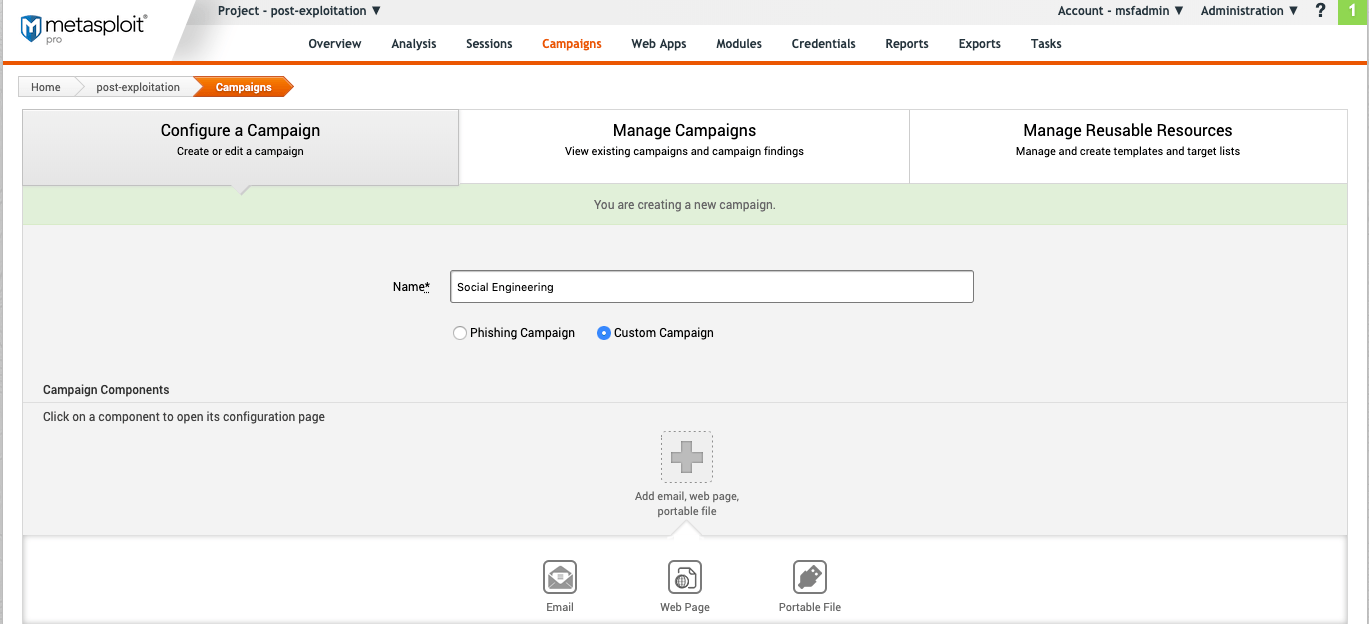 metasploit®
pro
Project - post-exploitation ▼
Account - msfadmin ▼ Administration ▼ ? 1
Overview Analysis Sessions Campaigns Web Apps Modules Credentials Reports Exports Tasks
Home post-exploitation Campaigns
Configure a Campaign
Create or edit a campaign
Manage Campaigns
View existing campaigns and campaign findings
Manage Reusable Resources
Manage and create templates and target lists
You are creating a new campaign.
Name* Social Engineering
Phishing Campaign Custom Campaign
Campaign Components
Click on a component to open its configuration page
Add email, web page,
portable file
Email Web Page Portable File